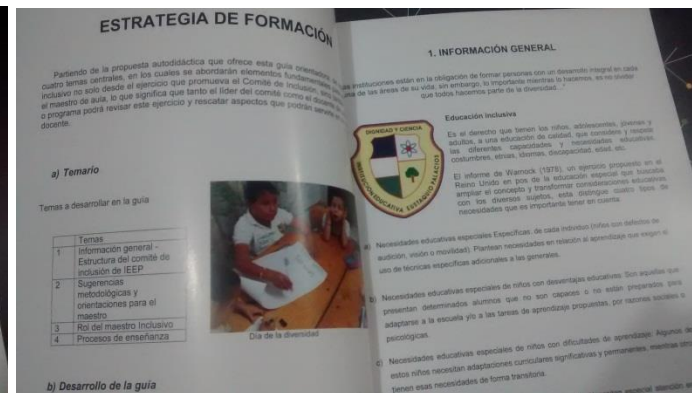 ESTRATEGIA DE FORMACIÓN
Partiendo de la propuesta autodidáctica que ofrece esta guía orientadora
cuatro temas centrales, en los cuales se abordarán elementos fundamentales
inclusivo no solo desde el ejercicio que promueva el Comité de Inclusión, sino
el maestro de aula, lo que significa que tanto el líder del comité como el docente
o programa podrá revisar este ejercicio y rescatar aspectos que podrán
docente.
a) Temario
Temas a desarrollar en la guía
Temas
1 Información general -
Estructura del comité de
inclusión de IEEP
2 Sugerencias
metodológicas y
orientaciones para el
maestro
3 Rol del maestro Inclusivo
4 Procesos de enseñanza
Día de la diversidad
b) Desarrollo de la guía
1. INFORMACIÓN GENERAL
instituciones están en la obligación de formar personas con un desarrollo integral en cada
una de las áreas de su vida, sin embargo, lo importante mientras lo hacemos, es no olvidar
que todos hacemos parte de la diversidad..."
DIGNIDAD Y CIENCIA
INSTITUCIÓN EDUCATIVA EUSTAQUIO PALACIOS
Educación Inclusiva
Es el derecho que tienen los niños, adolescentes, jóvenes y
adultos, a una educación de calidad, que considere y rescate
las diferentes capacidades y necesidades educativas,
costumbres, etnias, idiomas, discapacidad, edad, etc.
El informe de Warnock (1978), un ejercicio propuesto en el
Reino Unido en pos de la educación especial que buscaba
ampliar el concepto y transformar consideraciones educativas
con los diversos sujetos, esta distingue cuatro tipos de
necesidades que es importante tener en cuenta:
a) Necesidades educativas especiales Específicas, de cada individuo (niños con defectos de
audición, visión o movilidad). Plantean necesidades en relación al aprendizaje que exigen el
uso de técnicas específicas adicionales a las generales.
b) Necesidades educativas especiales de niños con desventajas educativas. Son aquellas que
presentan determinados alumnos que no son capaces o no están preparados para
adaptarse a la escuela y/o a las tareas de aprendizaje propuestas, por razones sociales o
psicológicas.
c) Necesidades educativas especiales de niños con dificultades de aprendizaje. Algunos de
estos niños necesitan adaptaciones curriculares significativas y permanentes, mientras otros
tienen esas necesidades de forma transitoria.
especial atención